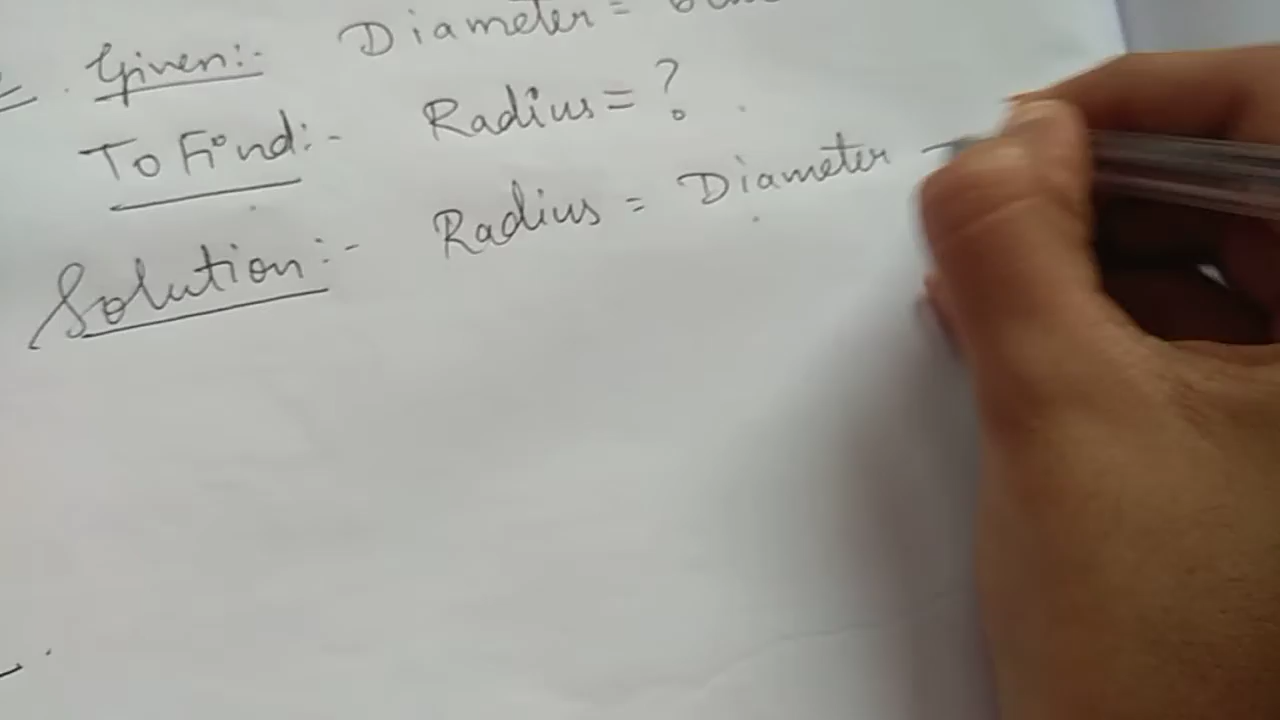 Given:- Diameter =
To Find:- Radius = ?
Solution:- Radius = Diameter